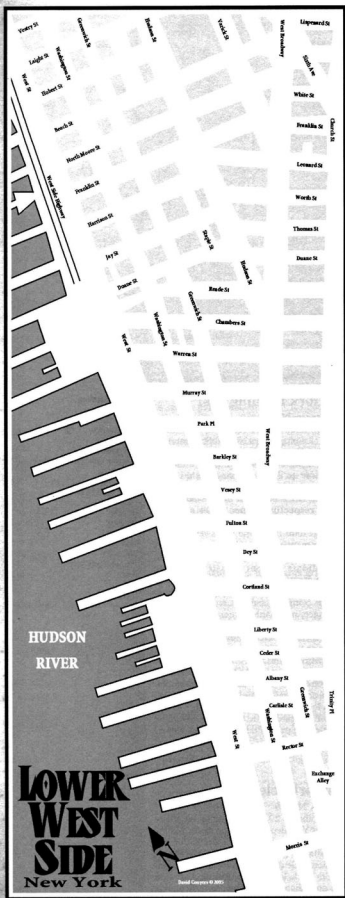 Vestry St
Greenwich St
Hudson St
Varick St
West Broadway
Lispenard St
Laight St
Washington St
Sixth Ave
West St
Hubert St
White St
Beach St
Franklin St
Church St
North Moore St
Leonard St
West Side Highway
Franklin St
Worth St
Harrison St
Staple St
Thomas St
Jay St
Hudson St
Duane St
Duane St
Reade St
Greenwich St
Washington St
Chambers St
West St
Warren St
Murray St
Park Pl
West Broadway
Barkley St
Vesey St
Fulton St
Dey St
Cortland St
HUDSON
RIVER
Liberty St
Ceder St
Albany St
Greenwich St
Trinity Pl
Carlisle St
Washington St
West St
Rector St
Exchange
Alley
LOWER
WEST
SIDE
New York
N
Morris St